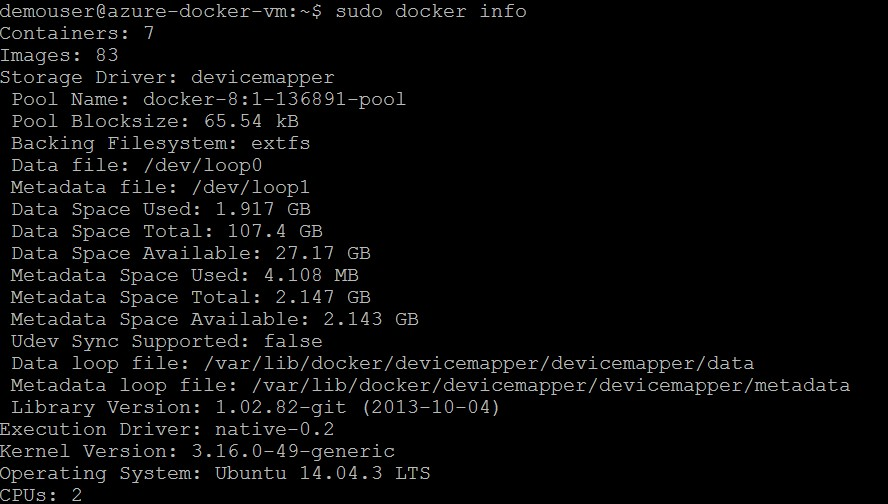 demouser@azure-docker-vm:~$ sudo docker info
Containers: 7
Images: 83
Storage Driver: devicemapper
 Pool Name: docker-8:1-136891-pool
 Pool Blocksize: 65.54 kB
 Backing Filesystem: extfs
 Data file: /dev/loop0
 Metadata file: /dev/loop1
 Data Space Used: 1.917 GB
 Data Space Total: 107.4 GB
 Data Space Available: 27.17 GB
 Metadata Space Used: 4.108 MB
 Metadata Space Total: 2.147 GB
 Metadata Space Available: 2.143 GB
 Udev Sync Supported: false
 Data loop file: /var/lib/docker/devicemapper/devicemapper/data
 Metadata loop file: /var/lib/docker/devicemapper/devicemapper/metadata
 Library Version: 1.02.82-git (2013-10-04)
Execution Driver: native-0.2
Kernel Version: 3.16.0-49-generic
Operating System: Ubuntu 14.04.3 LTS
CPUs: 2